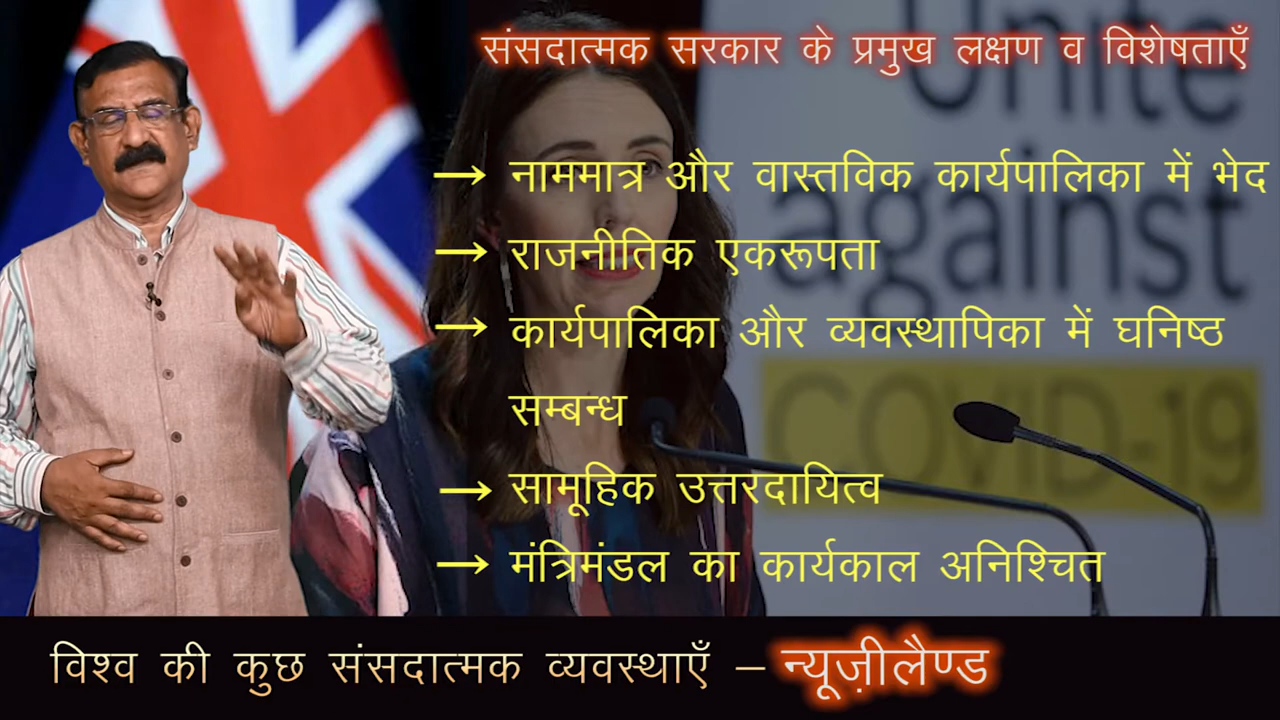 संसदात्मक सरकार के प्रमुख लक्षण व विशेषताएँ
Unite
against
COVID-19
→ नाममात्र और वास्तविक कार्यपालिका में भेद
→ राजनीतिक एकरूपता
→ कार्यपालिका और व्यवस्थापिका में घनिष्ठ
सम्बन्ध
→ सामूहिक उत्तरदायित्व
→ मंत्रिमंडल का कार्यकाल अनिश्चित
विश्व की कुछ संसदात्मक व्यवस्थाएँ – न्यूज़ीलैण्ड